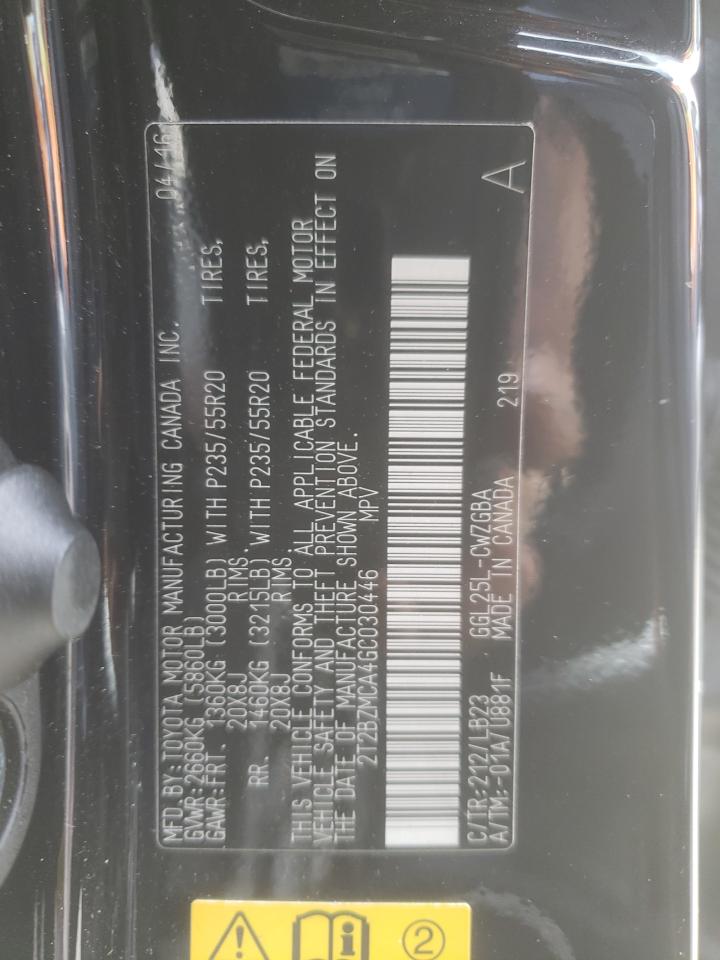 MFD.BY:TOYOTA MOTOR MANUFACTURING CANADA INC. 04/16
GVWR:2660KG (5860LB)
GAWR:FRT. 1360KG (3000LB) WITH P235/55R20 TIRES,
20X8J RIMS.
RR. 1460KG (3215LB) WITH P235/55R20 TIRES,
20X8J RIMS.
THIS VEHICLE CONFORMS TO ALL APPLICABLE FEDERAL MOTOR
VEHICLE SAFETY AND THEFT PREVENTION STANDARDS IN EFFECT ON
THE DATE OF MANUFACTURE SHOWN ABOVE.
2T2BZMCA4GC030446 MPV
C/TR:212/LB23 GGL25L-CWZGBA
A/TM:-01A/U881F MADE IN CANADA 219 A
2